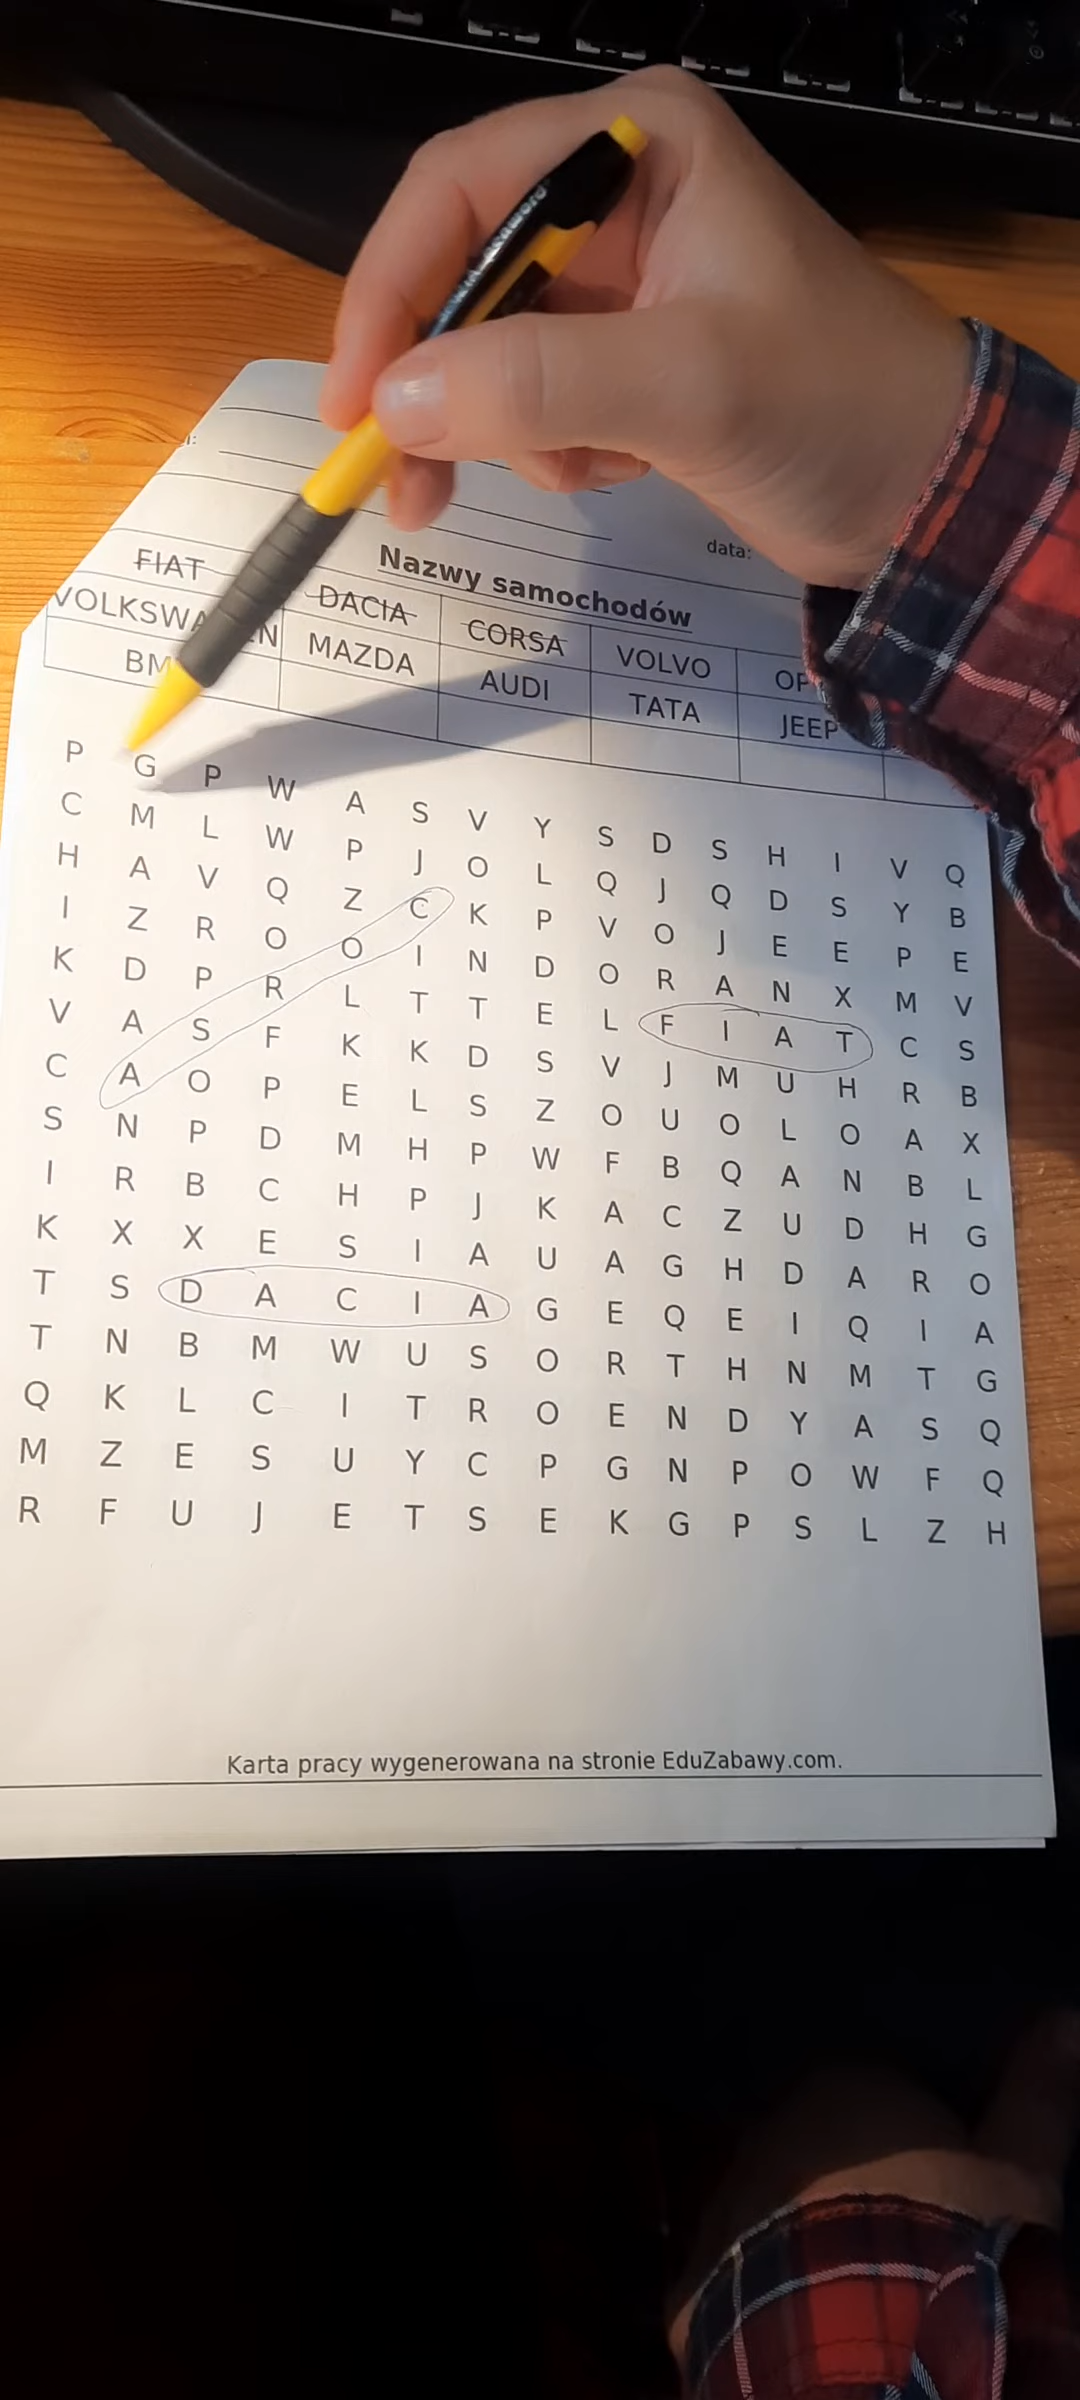 data:
Nazwy samochodów
FIAT DACIA CORSA VOLVO
MAZDA AUDI TATA JEEP
P G P W A S V Y S D S H I V Q
C M L W P J O L Q J Q D S Y B
H A V Q Z C K P V O J E E P E
I Z R O O I N D O R A N X M V
K D P R L T T E L F I A T C S
V A S F K K D S V J M U H R B
C A O P E L S Z O U O L O A X
S N P D M H P W F B Q A N B L
I R B C H P J K A C Z U D H G
K X X E S I A U A G H D A R O
T S D A C I A G E Q E I Q I A
T N B M W U S O R T H N M T G
Q K L C I T R O E N D Y A S Q
M Z E S U Y C P G N P O W F Q
R F U J E T S E K G P S L Z H
Karta pracy wygenerowana na stronie EduZabawy.com.